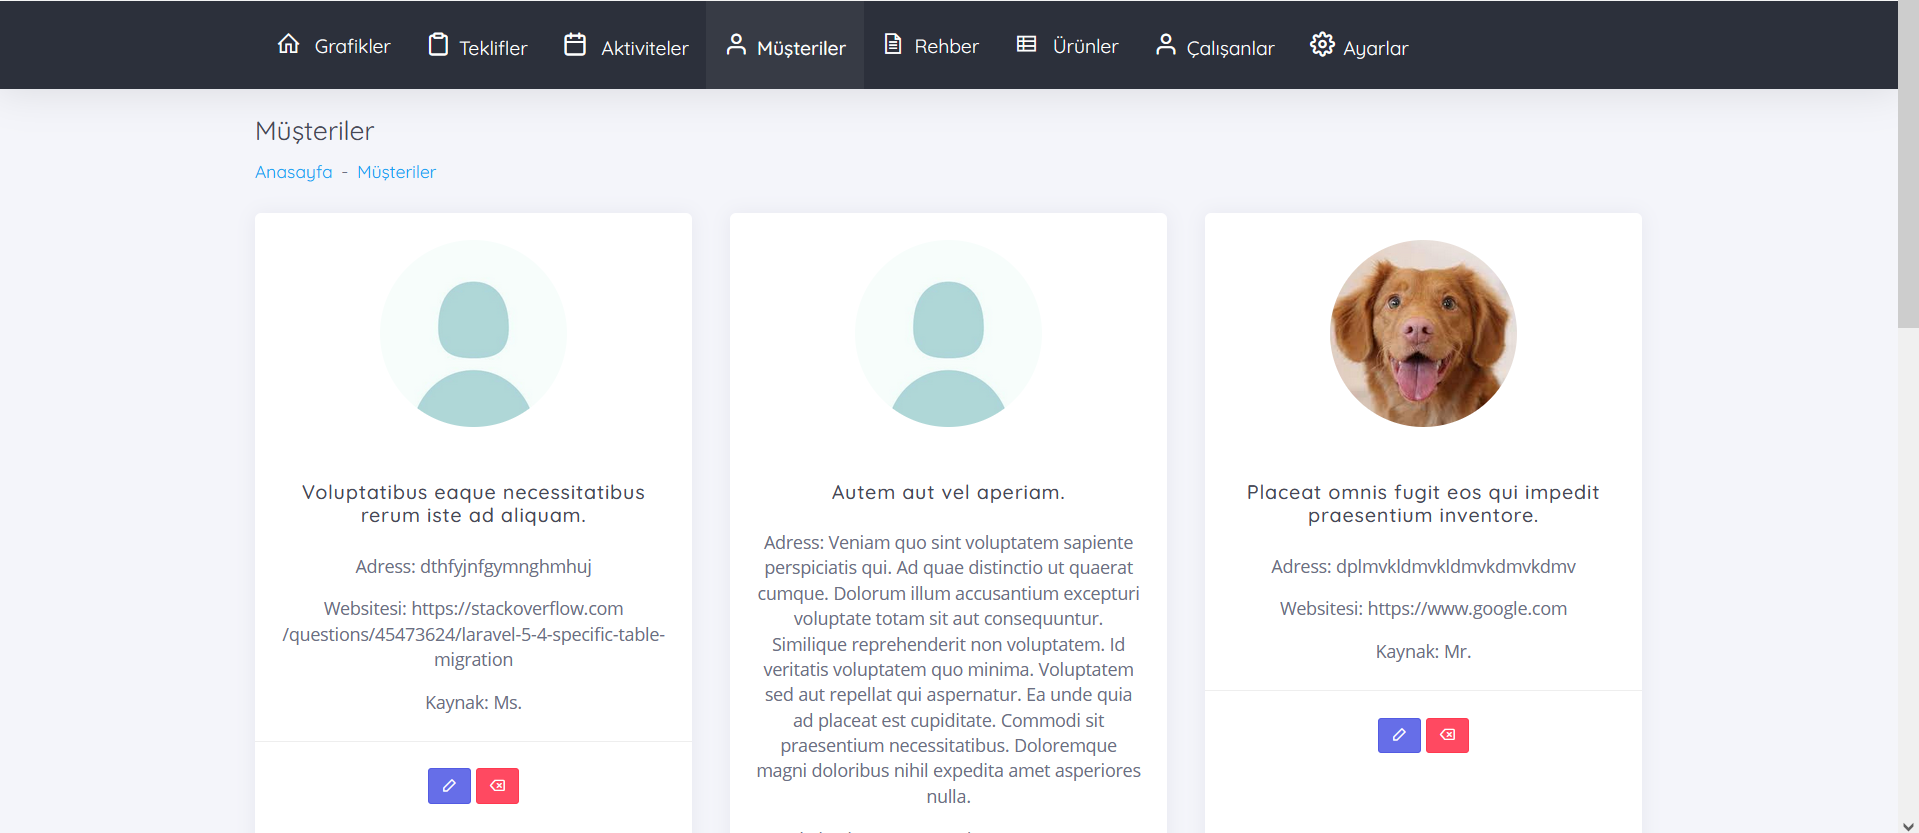 Grafikler Teklifler Aktiviteler Müşteriler Rehber Ürünler Çalışanlar Ayarlar
Müşteriler
Anasayfa - Müşteriler
Voluptatibus eaque necessitatibus
rerum iste ad aliquam.
Adress: dthfyjnfgymnghmhuj
Websitesi: https://stackoverflow.com
/questions/45473624/laravel-5-4-specific-table-
migration
Kaynak: Ms.
Autem aut vel aperiam.
Adress: Veniam quo sint voluptatem sapiente
perspiciatis qui. Ad quae distinctio ut quaerat
cumque. Dolorum illum accusantium excepturi
voluptate totam sit aut consequuntur.
Similique reprehenderit non voluptatem. Id
veritatis voluptatem quo minima. Voluptatem
sed aut repellat qui aspernatur. Ea unde quia
ad placeat est cupiditate. Commodi sit
praesentium necessitatibus. Doloremque
magni doloribus nihil expedita amet asperiores
nulla.
Placeat omnis fugit eos qui impedit
praesentium inventore.
Adress: dplmvkldmvkldmvkdmvkdmv
Websitesi: https://www.google.com
Kaynak: Mr.